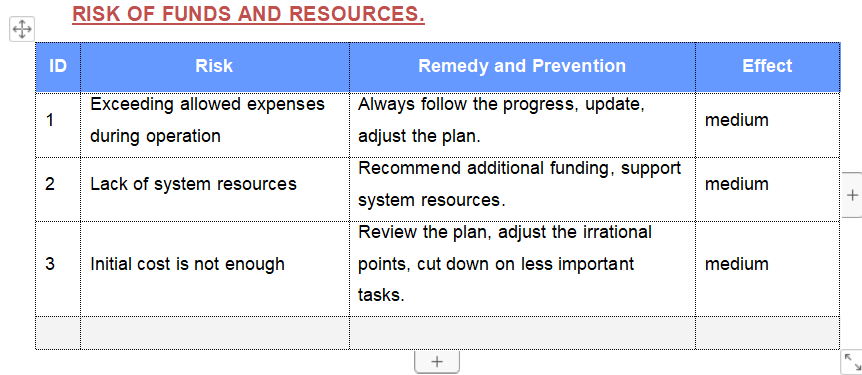 RISK OF FUNDS AND RESOURCES.
ID Risk Remedy and Prevention Effect
1 Exceeding allowed expenses during operation Always follow the progress, update, adjust the plan. medium
2 Lack of system resources Recommend additional funding, support system resources. medium
3 Initial cost is not enough Review the plan, adjust the irrational points, cut down on less important tasks. medium